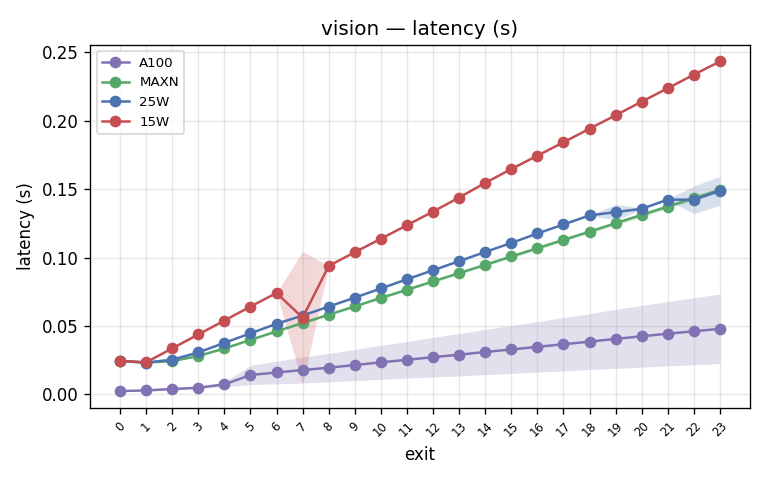 vision — latency (s)
0.25
0.20
0.15
0.10
0.05
0.00
latency (s)
A100
MAXN
25W
15W
0 1 2 3 4 5 6 7 8 9 10 11 12 13 14 15 16 17 18 19 20 21 22 23
exit